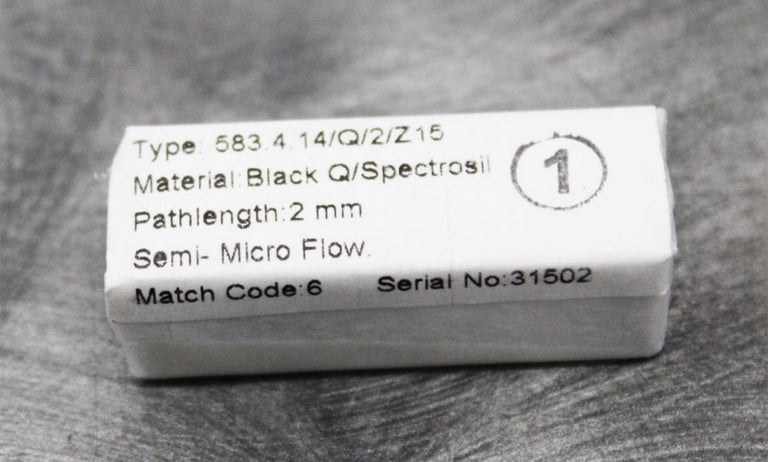 Type: 583.4.14/Q/2/Z15
1
Material:Black Q/Spectrosil
Pathlength:2 mm
Semi- Micro Flow.
Match Code:6 Serial No:31502